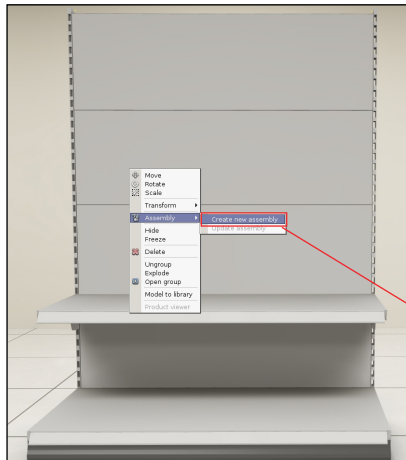 Move
Rotate
Scale
Transform
Assembly
Create new assembly
Update assembly
Hide
Freeze
Delete
Ungroup
Explode
Open group
Model to library
Product viewer